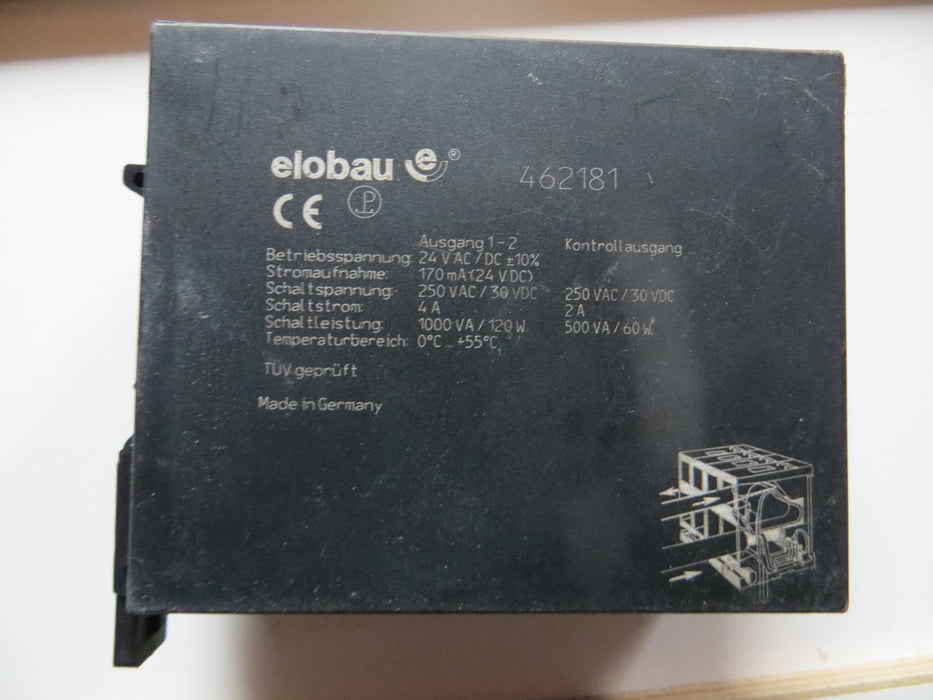 elobau e ®
462181
CE P
Ausgang 1-2 Kontrollausgang
Betriebsspannung: 24 V AC / DC ±10%
Stromaufnahme: 170 mA (24 V DC)
Schaltspannung: 250 VAC / 30 VDC 250 VAC / 30 VDC
Schaltstrom: 4 A 2 A
Schaltleistung: 1000 VA / 120 W 500 VA / 60 W
Temperaturbereich: 0°C ... +55°C
TÜV geprüft
Made in Germany